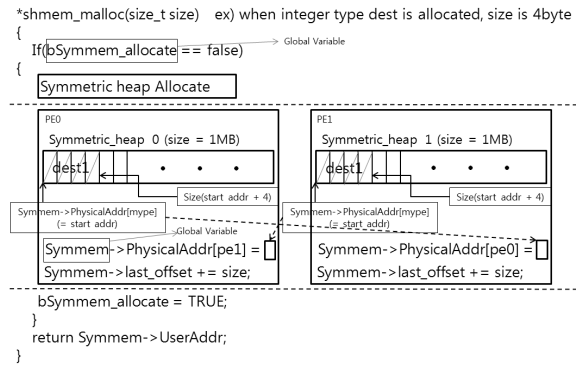 *shmem_malloc(size_t size) ex) when integer type dest is allocated, size is 4byte
{
If(bSymmem_allocate == false)
Global Variable
{
Symmetric heap Allocate
PE0
Symmetric_heap 0 (size = 1MB)
dest1
Size(start addr + 4)
Symmem->PhysicalAddr[mype]
(= start addr)
Global Variable
Symmem->PhysicalAddr[pe1] =
Symmem->last_offset += size;
PE1
Symmetric_heap 1 (size = 1MB)
dest1
Size(start addr + 4)
Symmem->PhysicalAddr[mype]
(= start addr)
Symmem->PhysicalAddr[pe0] =
Symmem->last_offset += size;
bSymmem_allocate = TRUE;
}
return Symmem->UserAddr;
}